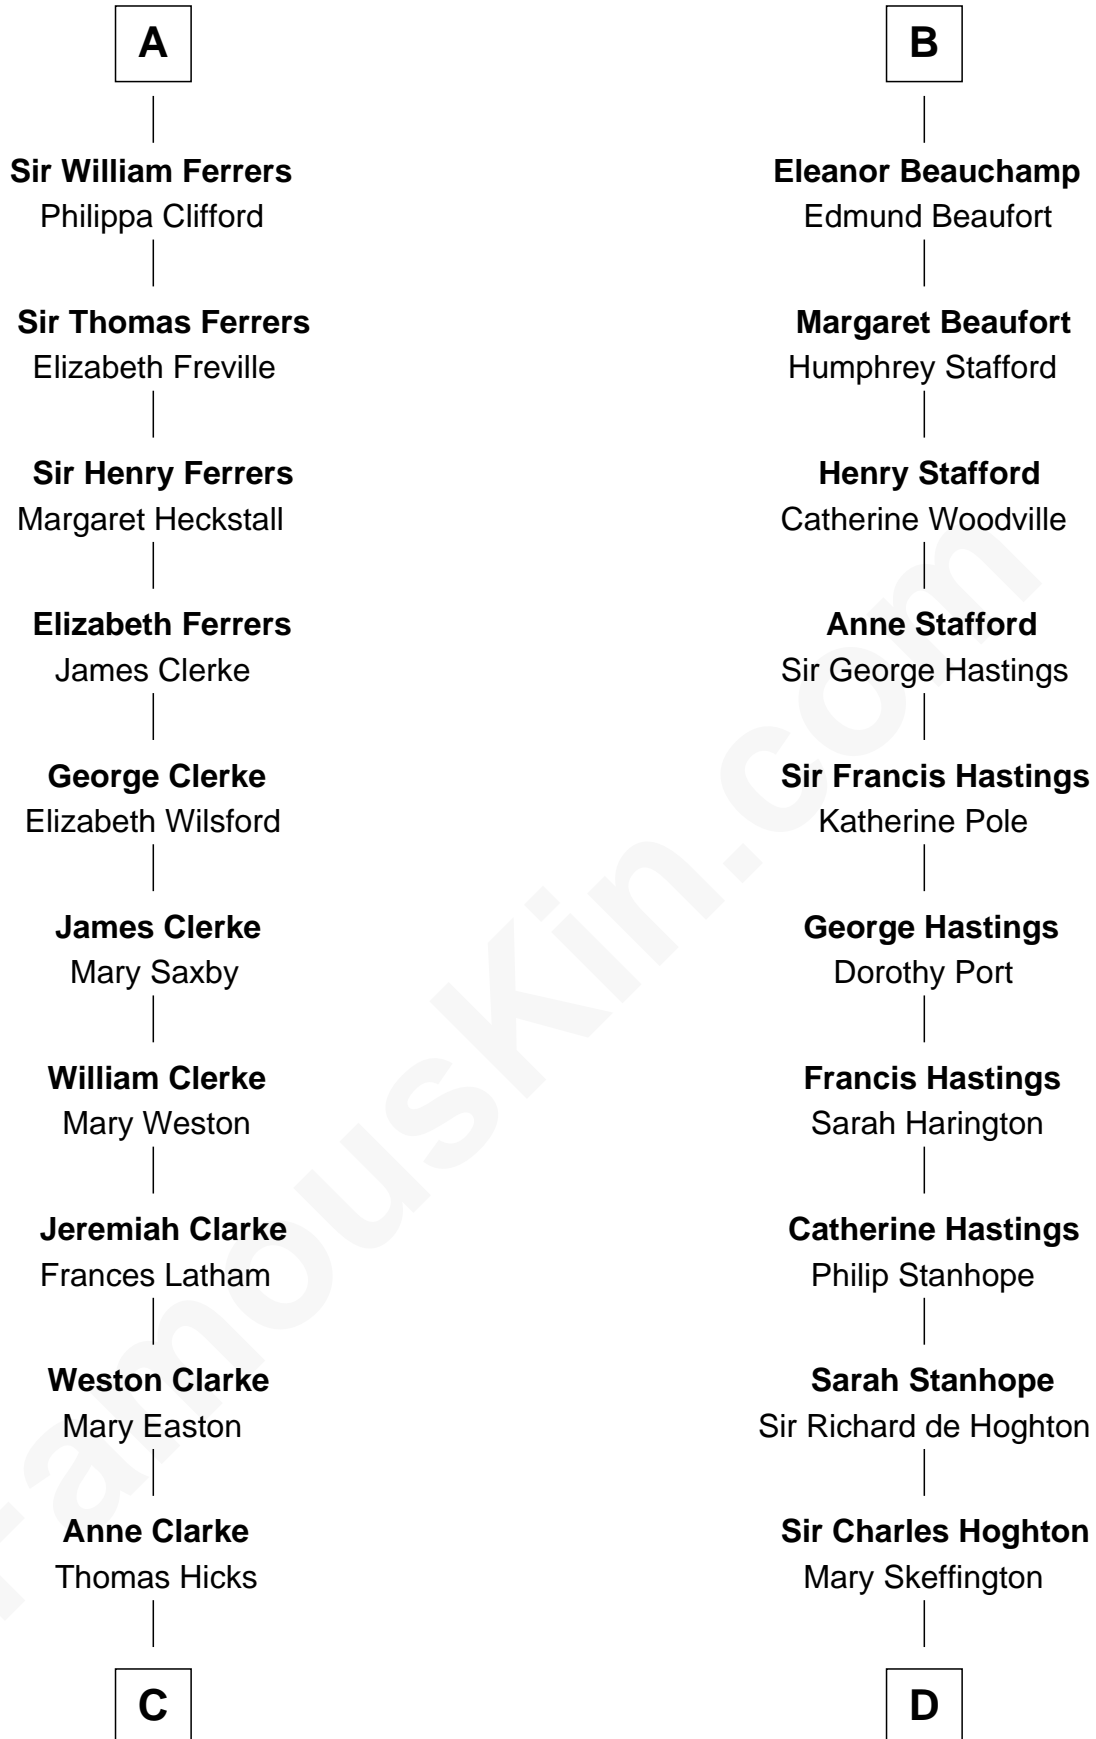 A
Sir William Ferrers
Philippa Clifford
Sir Thomas Ferrers
Elizabeth Freville
Sir Henry Ferrers
Margaret Heckstall
Elizabeth Ferrers
James Clerke
George Clerke
Elizabeth Wilsford
James Clerke
Mary Saxby
William Clerke
Mary Weston
Jeremiah Clarke
Frances Latham
Weston Clarke
Mary Easton
Anne Clarke
Thomas Hicks
C
B
Eleanor Beauchamp
Edmund Beaufort
Margaret Beaufort
Humphrey Stafford
Henry Stafford
Catherine Woodville
Anne Stafford
Sir George Hastings
Sir Francis Hastings
Katherine Pole
George Hastings
Dorothy Port
Francis Hastings
Sarah Harington
Catherine Hastings
Philip Stanhope
Sarah Stanhope
Sir Richard de Hoghton
Sir Charles Hoghton
Mary Skeffington
D
FamousKin.com